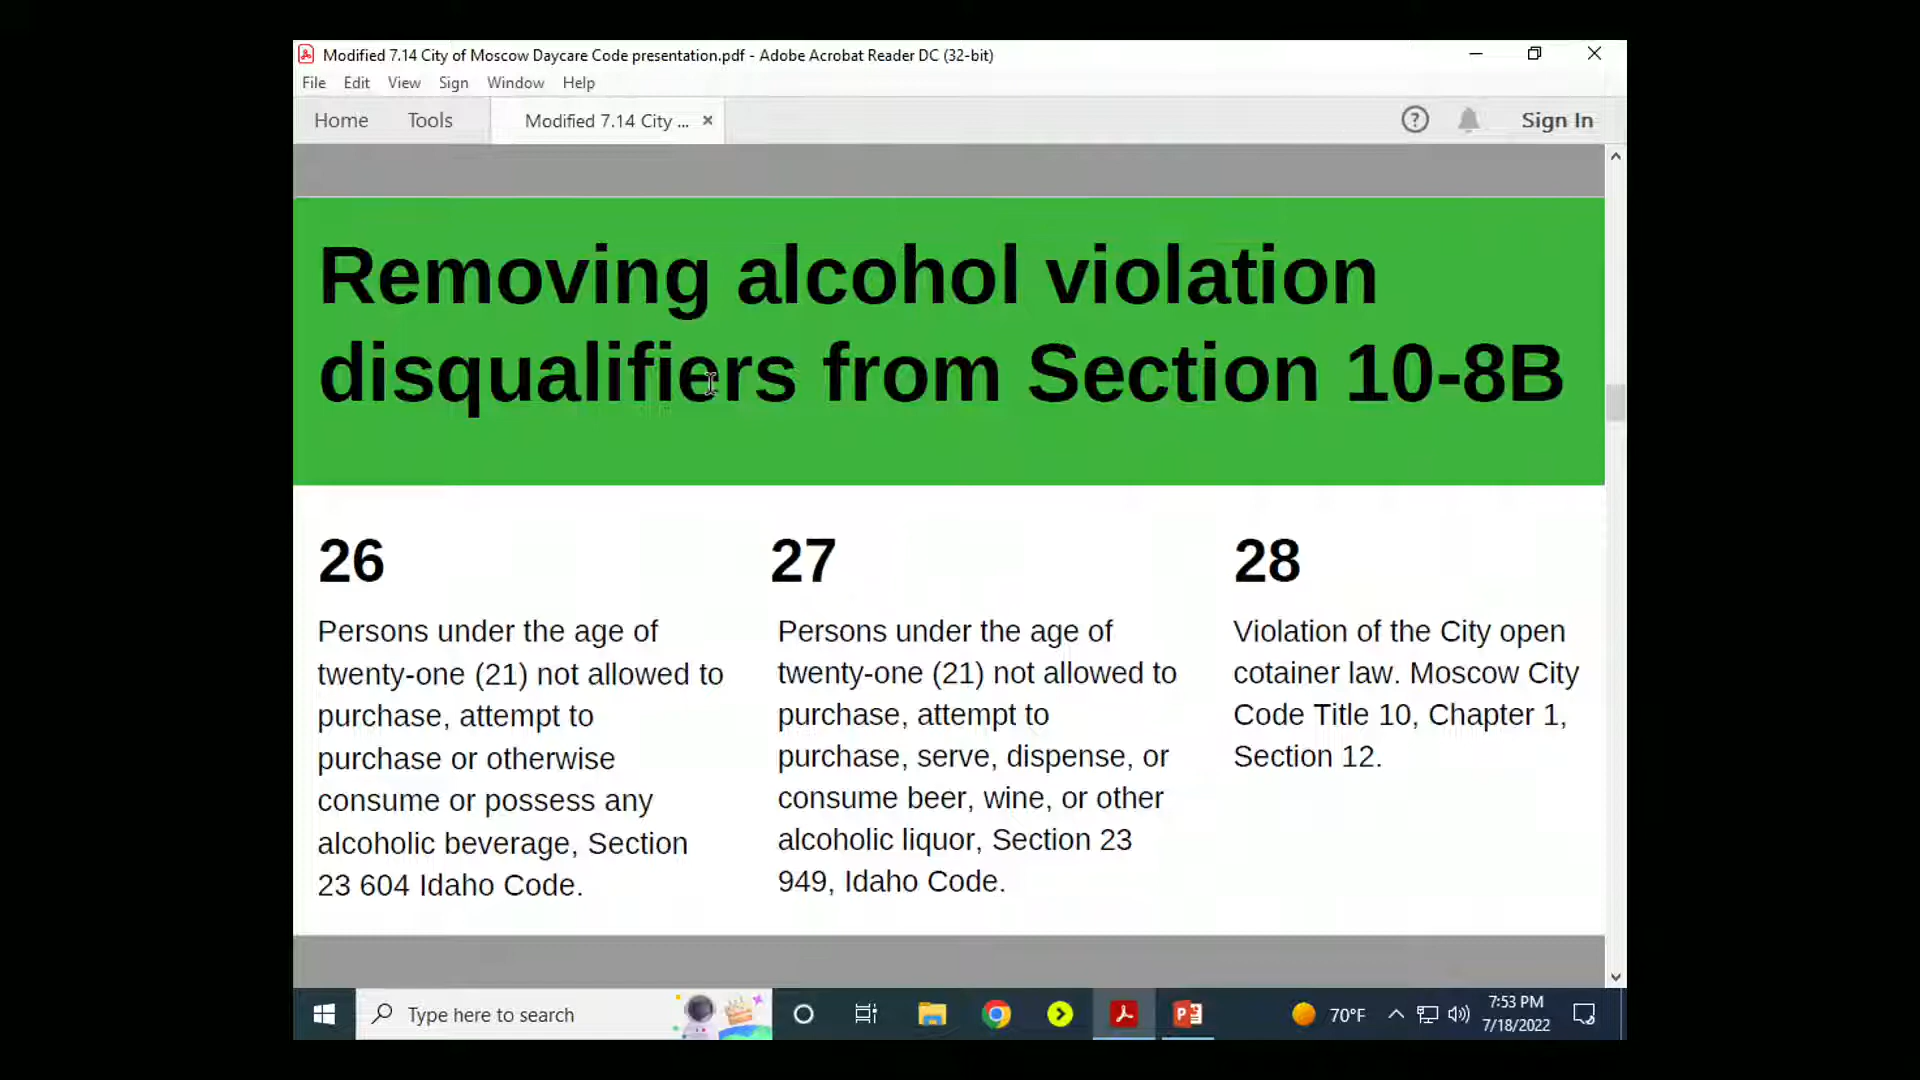 Modified 7.14 City of Moscow Daycare Code presentation.pdf - Adobe Acrobat Reader DC (32-bit)
File Edit View Sign Window Help
Home Tools Modified 7.14 City ... × Sign In
Removing alcohol violation
disqualifiers from Section 10-8B
26
Persons under the age of
twenty-one (21) not allowed to
purchase, attempt to
purchase or otherwise
consume or possess any
alcoholic beverage, Section
23 604 Idaho Code.
27
Persons under the age of
twenty-one (21) not allowed to
purchase, attempt to
purchase, serve, dispense, or
consume beer, wine, or other
alcoholic liquor, Section 23
949, Idaho Code.
28
Violation of the City open
cotainer law. Moscow City
Code Title 10, Chapter 1,
Section 12.
Type here to search
70°F
7:53 PM
7/18/2022